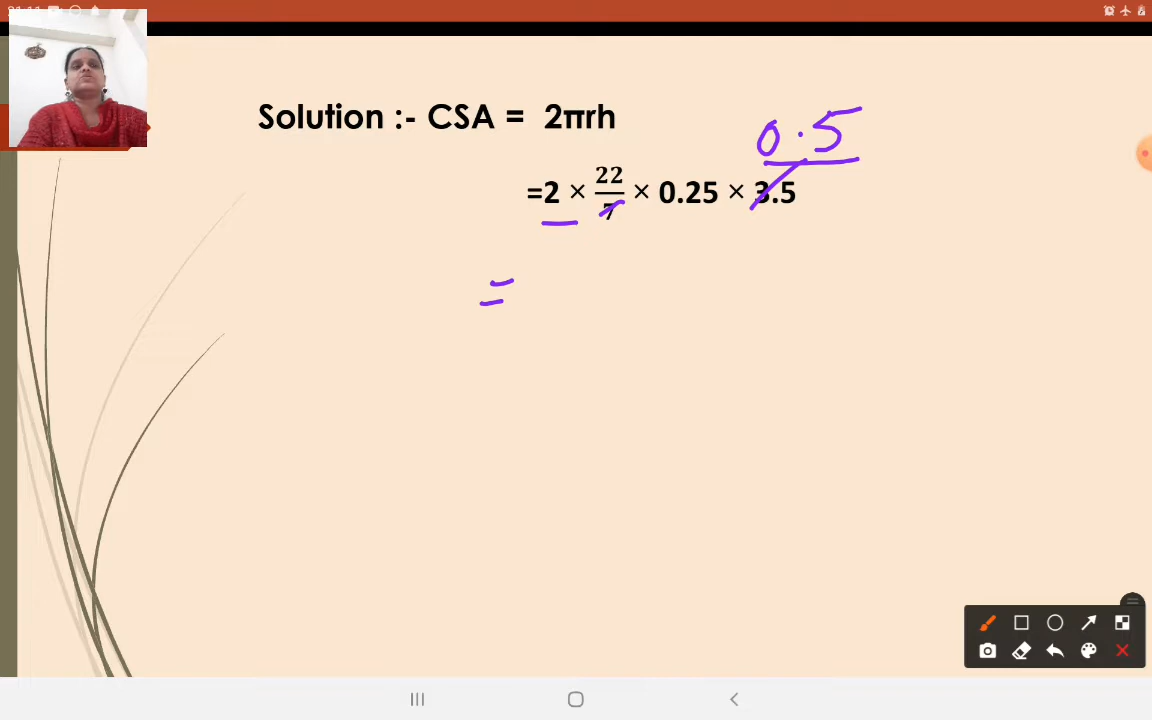 Solution :- CSA = 2πrh
0.5
=2 × 22/7 × 0.25 × 3.5
=